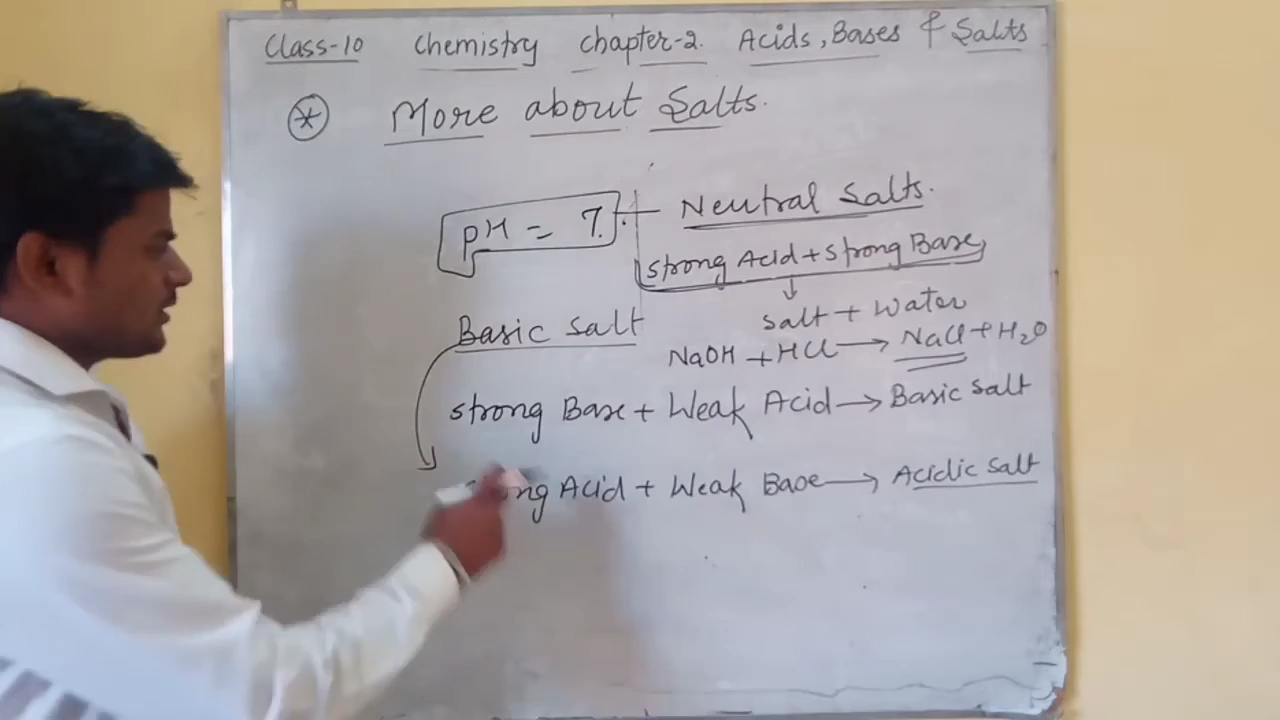 Class-10 Chemistry Chapter-2. Acids, Bases & Salts
* More about Salts.
pH = 7. Neutral Salts.
strong Acid + strong Base
↓
Salt + Water
NaOH + HCl → NaCl + H₂O
Basic Salt
strong Base + Weak Acid → Basic Salt
Acid + Weak Base → Acidic Salt